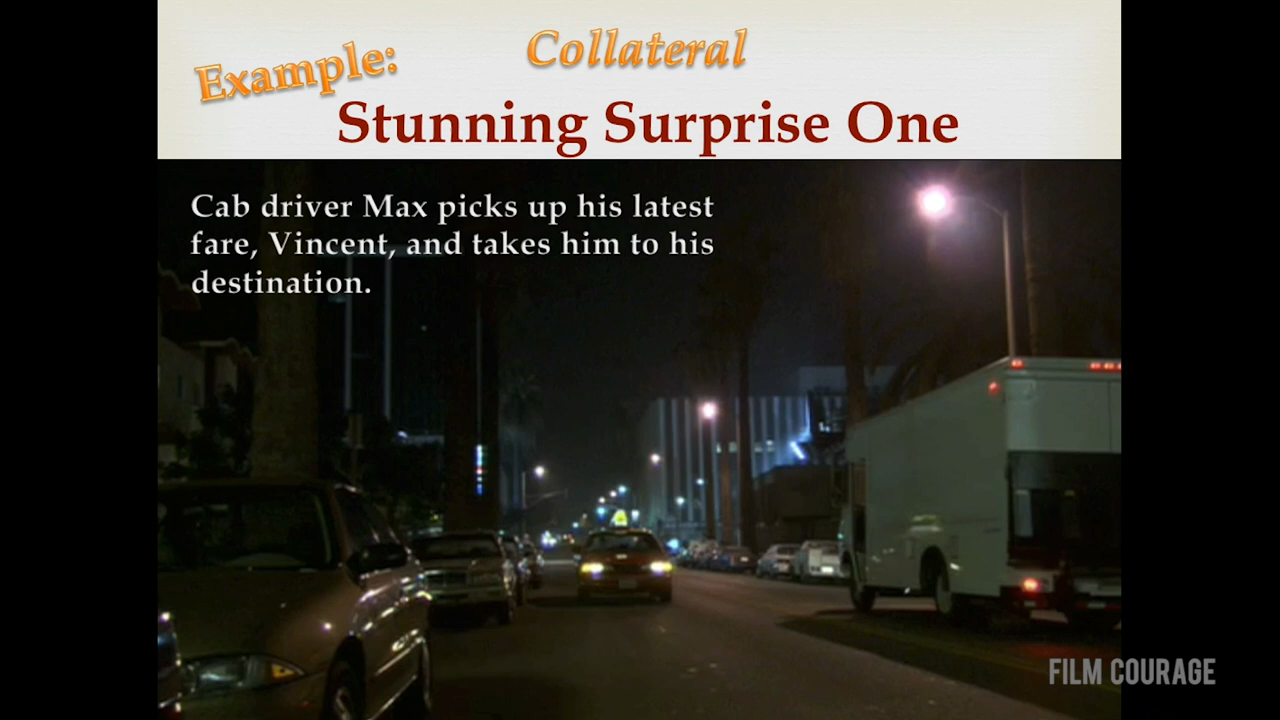 Example:
Collateral
Stunning Surprise One
Cab driver Max picks up his latest
fare, Vincent, and takes him to his
destination.
FILM COURAGE